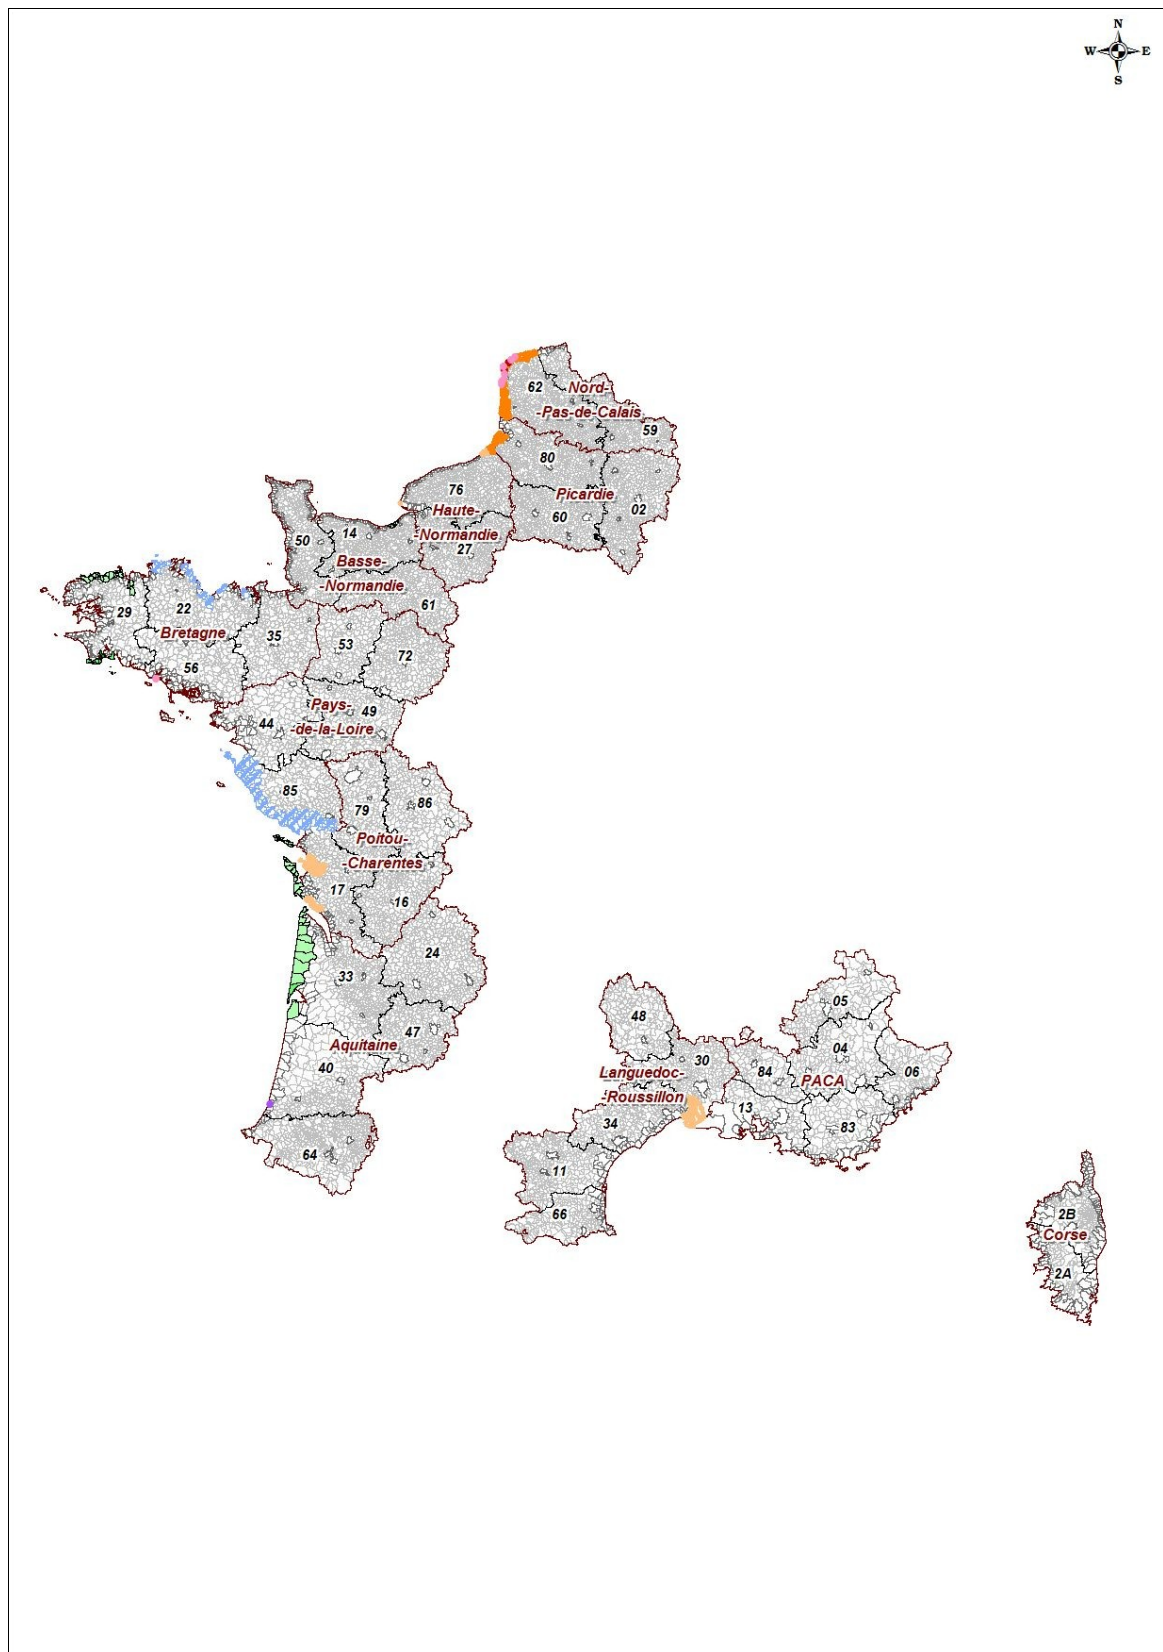 N
W E
S
62
Nord-
-Pas-de-Calais
59
80
76
Picardie
02
Haute-
60
14
50
-Normandie
27
Basse-
-Normandie
61
29
22
35
Bretagne
53
72
56
Pays-
49
44
-de-la-Loire
85
79
86
Poitou-
-Charentes
17
16
24
33
47
Aquitaine
40
64
05
48
04
30
84
06
Languedoc-
PACA
-Roussillon
13
34
83
11
66
2B
Corse
2A